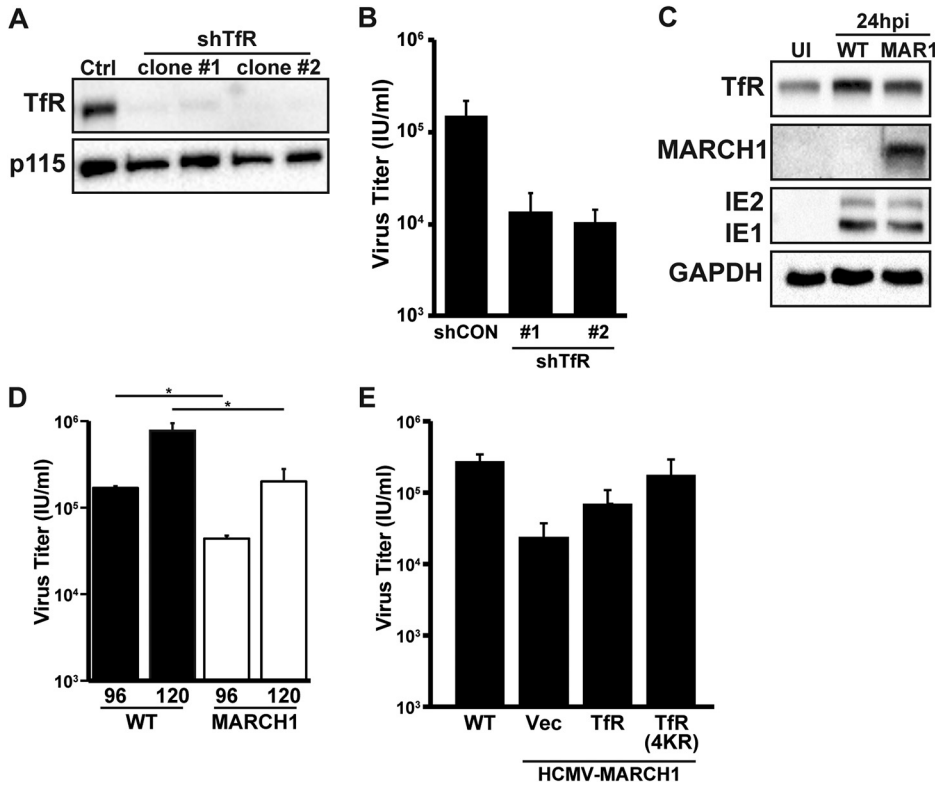 A
shTfR
Ctrl clone #1 clone #2
TfR
p115
B
Virus Titer (IU/ml)
10⁶
10⁵
10⁴
10³
shCON #1 #2
shTfR
C
24hpi
UI WT MAR1
TfR
MARCH1
IE2
IE1
GAPDH
D
* *
Virus Titer (IU/ml)
10⁶
10⁵
10⁴
10³
96 120 96 120
WT MARCH1
E
Virus Titer (IU/ml)
10⁶
10⁵
10⁴
10³
10³
WT Vec TfR TfR
(4KR)
HCMV-MARCH1